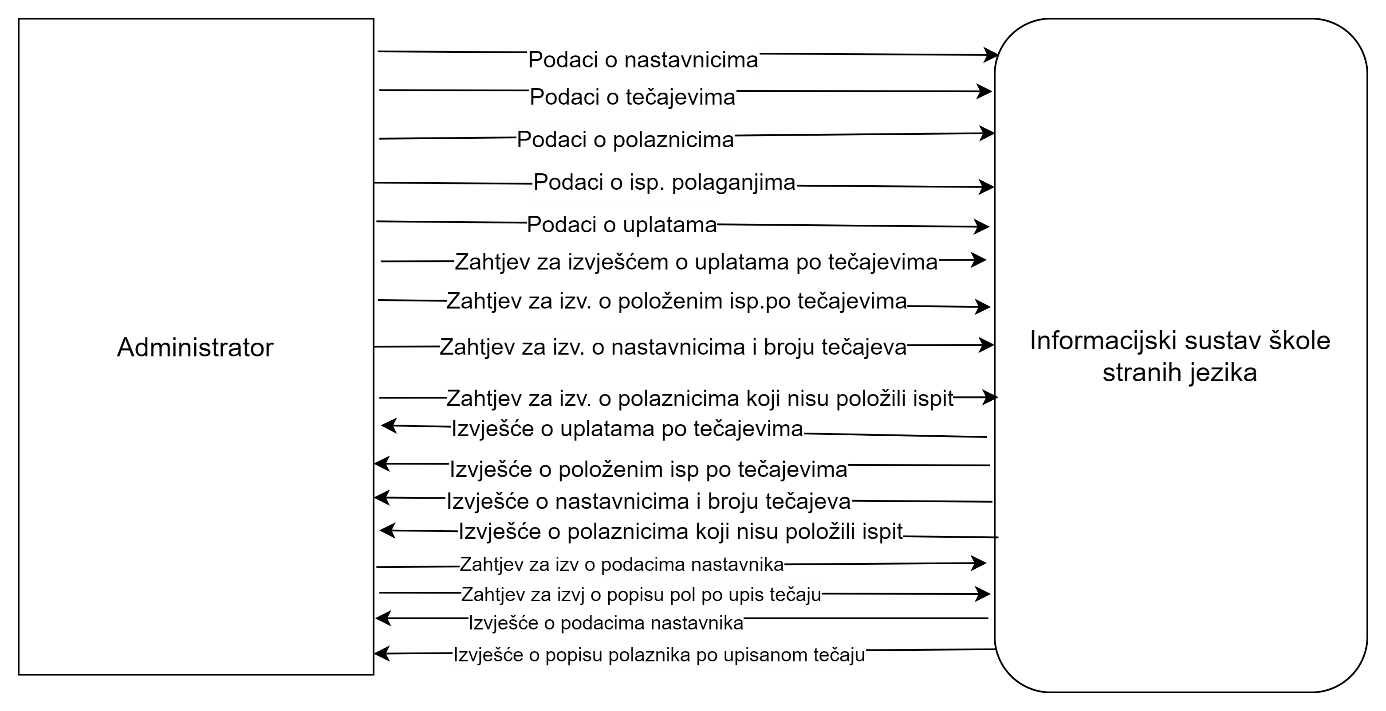 Podaci o nastavnicima
Podaci o tečajevima
Podaci o polaznicima
Podaci o isp. polaganjima
Podaci o uplatama
Zahtjev za izvješćem o uplatama po tečajevima
Zahtjev za izv. o položenim isp.po tečajevima
Zahtjev za izv. o nastavnicima i broju tečajeva
Administrator
Informacijski sustav škole
stranih jezika
Zahtjev za izv. o polaznicima koji nisu položili ispit
Izvješće o uplatama po tečajevima
Izvješće o položenim isp po tečajevima
Izvješće o nastavnicima i broju tečajeva
Izvješće o polaznicima koji nisu položili ispit
Zahtjev za izv o podacima nastavnika
Zahtjev za izvj o popisu pol po upis tečaju
Izvješće o podacima nastavnika
Izvješće o popisu polaznika po upisanom tečaju